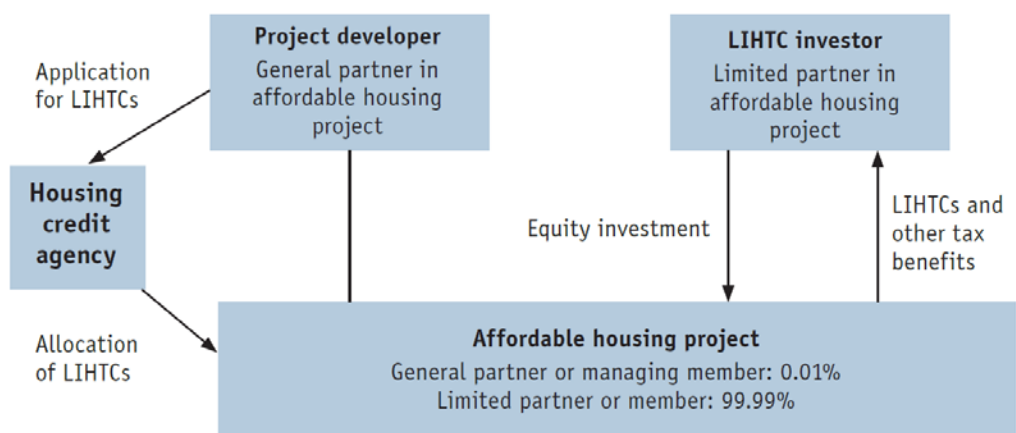 Project developer
General partner in
affordable housing
project
LIHTC investor
Limited partner in
affordable housing
project
Application
for LIHTCs
Housing
credit
agency
Equity investment
LIHTCs and
other tax
benefits
Allocation
of LIHTCs
Affordable housing project
General partner or managing member: 0.01%
Limited partner or member: 99.99%